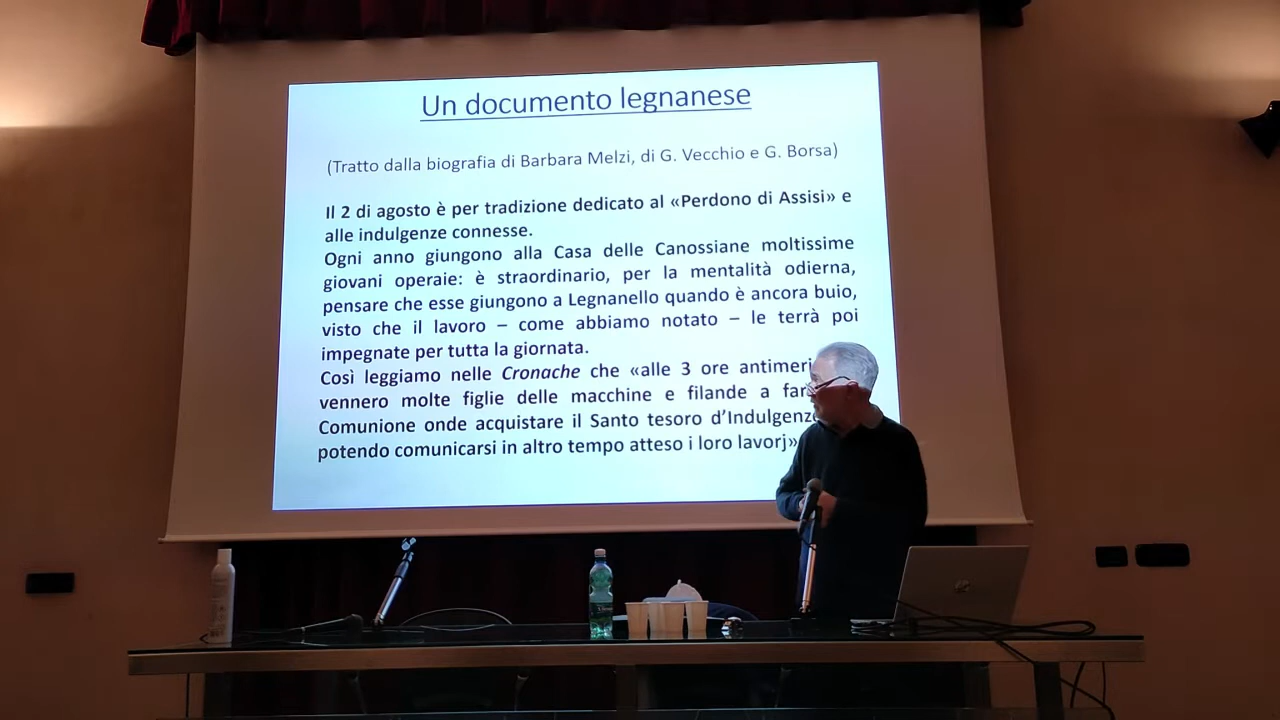 Un documento legnanese
(Tratto dalla biografia di Barbara Melzi, di G. Vecchio e G. Borsa)
Il 2 di agosto è per tradizione dedicato al «Perdono di Assisi» e
alle indulgenze connesse.
Ogni anno giungono alla Casa delle Canossiane moltissime
giovani operaie: è straordinario, per la mentalità odierna,
pensare che esse giungono a Legnanello quando è ancora buio,
visto che il lavoro – come abbiamo notato – le terrà poi
impegnate per tutta la giornata.
Così leggiamo nelle Cronache che «alle 3 ore
vennero molte figlie delle macchine e filande a
Comunione onde acquistare il Santo tesoro
potendo comunicarsi in altro tempo atteso i loro lavorj»
hp